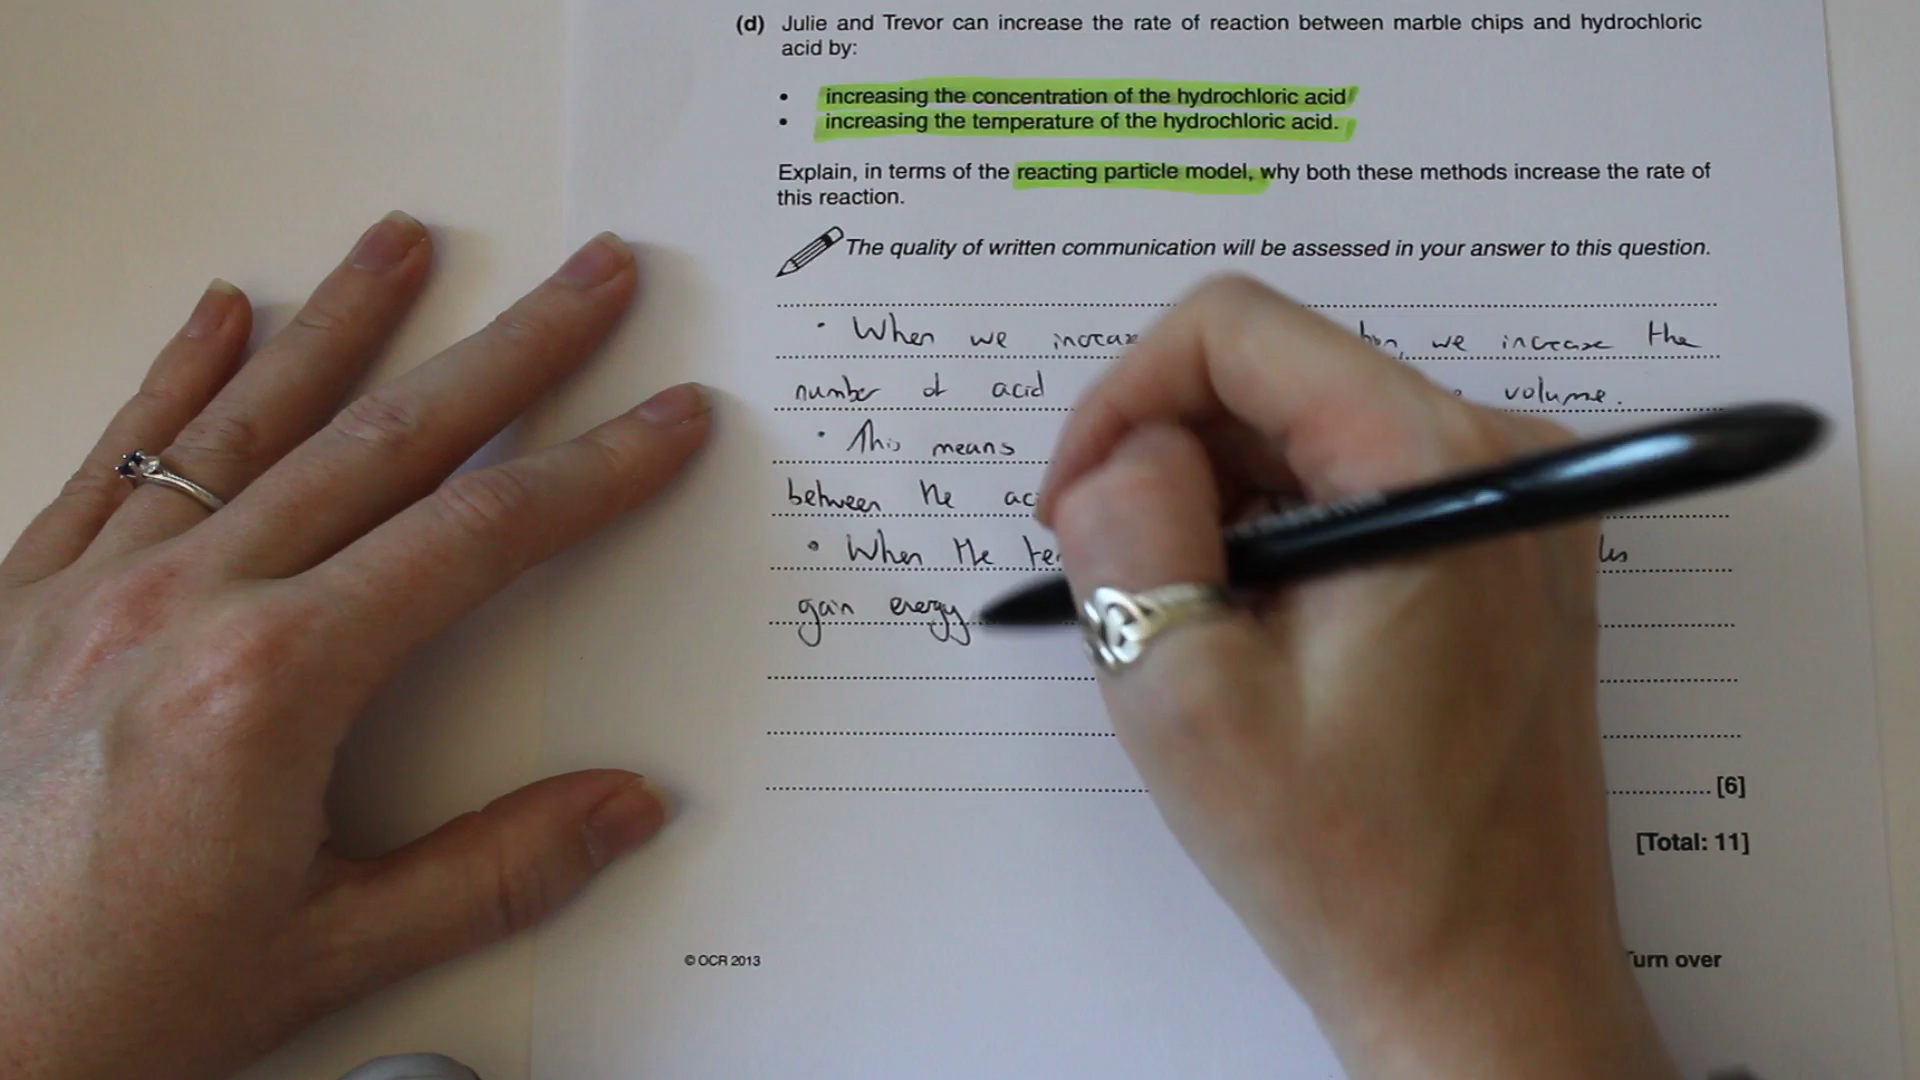 (d) Julie and Trevor can increase the rate of reaction between marble chips and hydrochloric
acid by:
• increasing the concentration of the hydrochloric acid
• increasing the temperature of the hydrochloric acid.
Explain, in terms of the reacting particle model, why both these methods increase the rate of
this reaction.
The quality of written communication will be assessed in your answer to this question.
• When we we increase the
number of acid volume.
• This means
between the
• When the
gain energy
[6]
[Total: 11]
© OCR 2013
over